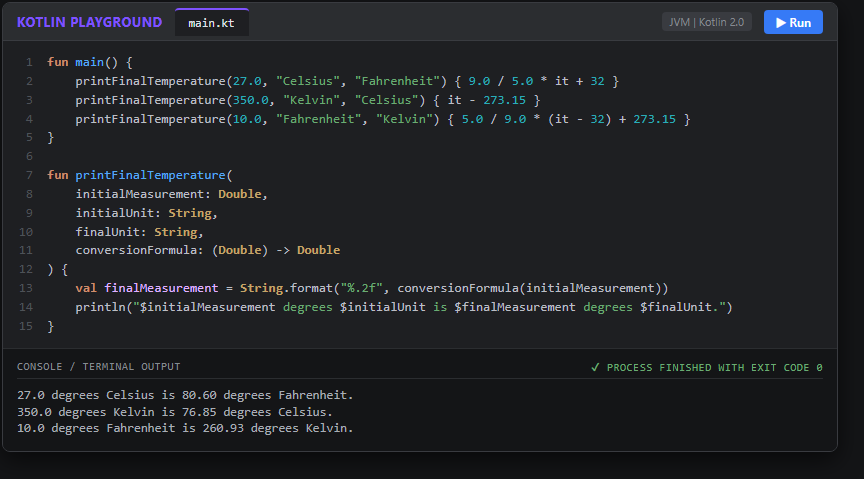 KOTLIN PLAYGROUND main.kt JVM | Kotlin 2.0 ▶ Run
1 fun main() {
2     printFinalTemperature(27.0, "Celsius", "Fahrenheit") { 9.0 / 5.0 * it + 32 }
3     printFinalTemperature(350.0, "Kelvin", "Celsius") { it - 273.15 }
4     printFinalTemperature(10.0, "Fahrenheit", "Kelvin") { 5.0 / 9.0 * (it - 32) + 273.15 }
5 }
6
7 fun printFinalTemperature(
8     initialMeasurement: Double,
9     initialUnit: String,
10     finalUnit: String,
11     conversionFormula: (Double) -> Double
12 ) {
13     val finalMeasurement = String.format("%.2f", conversionFormula(initialMeasurement))
14     println("$initialMeasurement degrees $initialUnit is $finalMeasurement degrees $finalUnit.")
15 }
CONSOLE / TERMINAL OUTPUT ✓ PROCESS FINISHED WITH EXIT CODE 0
27.0 degrees Celsius is 80.60 degrees Fahrenheit.
350.0 degrees Kelvin is 76.85 degrees Celsius.
10.0 degrees Fahrenheit is 260.93 degrees Kelvin.